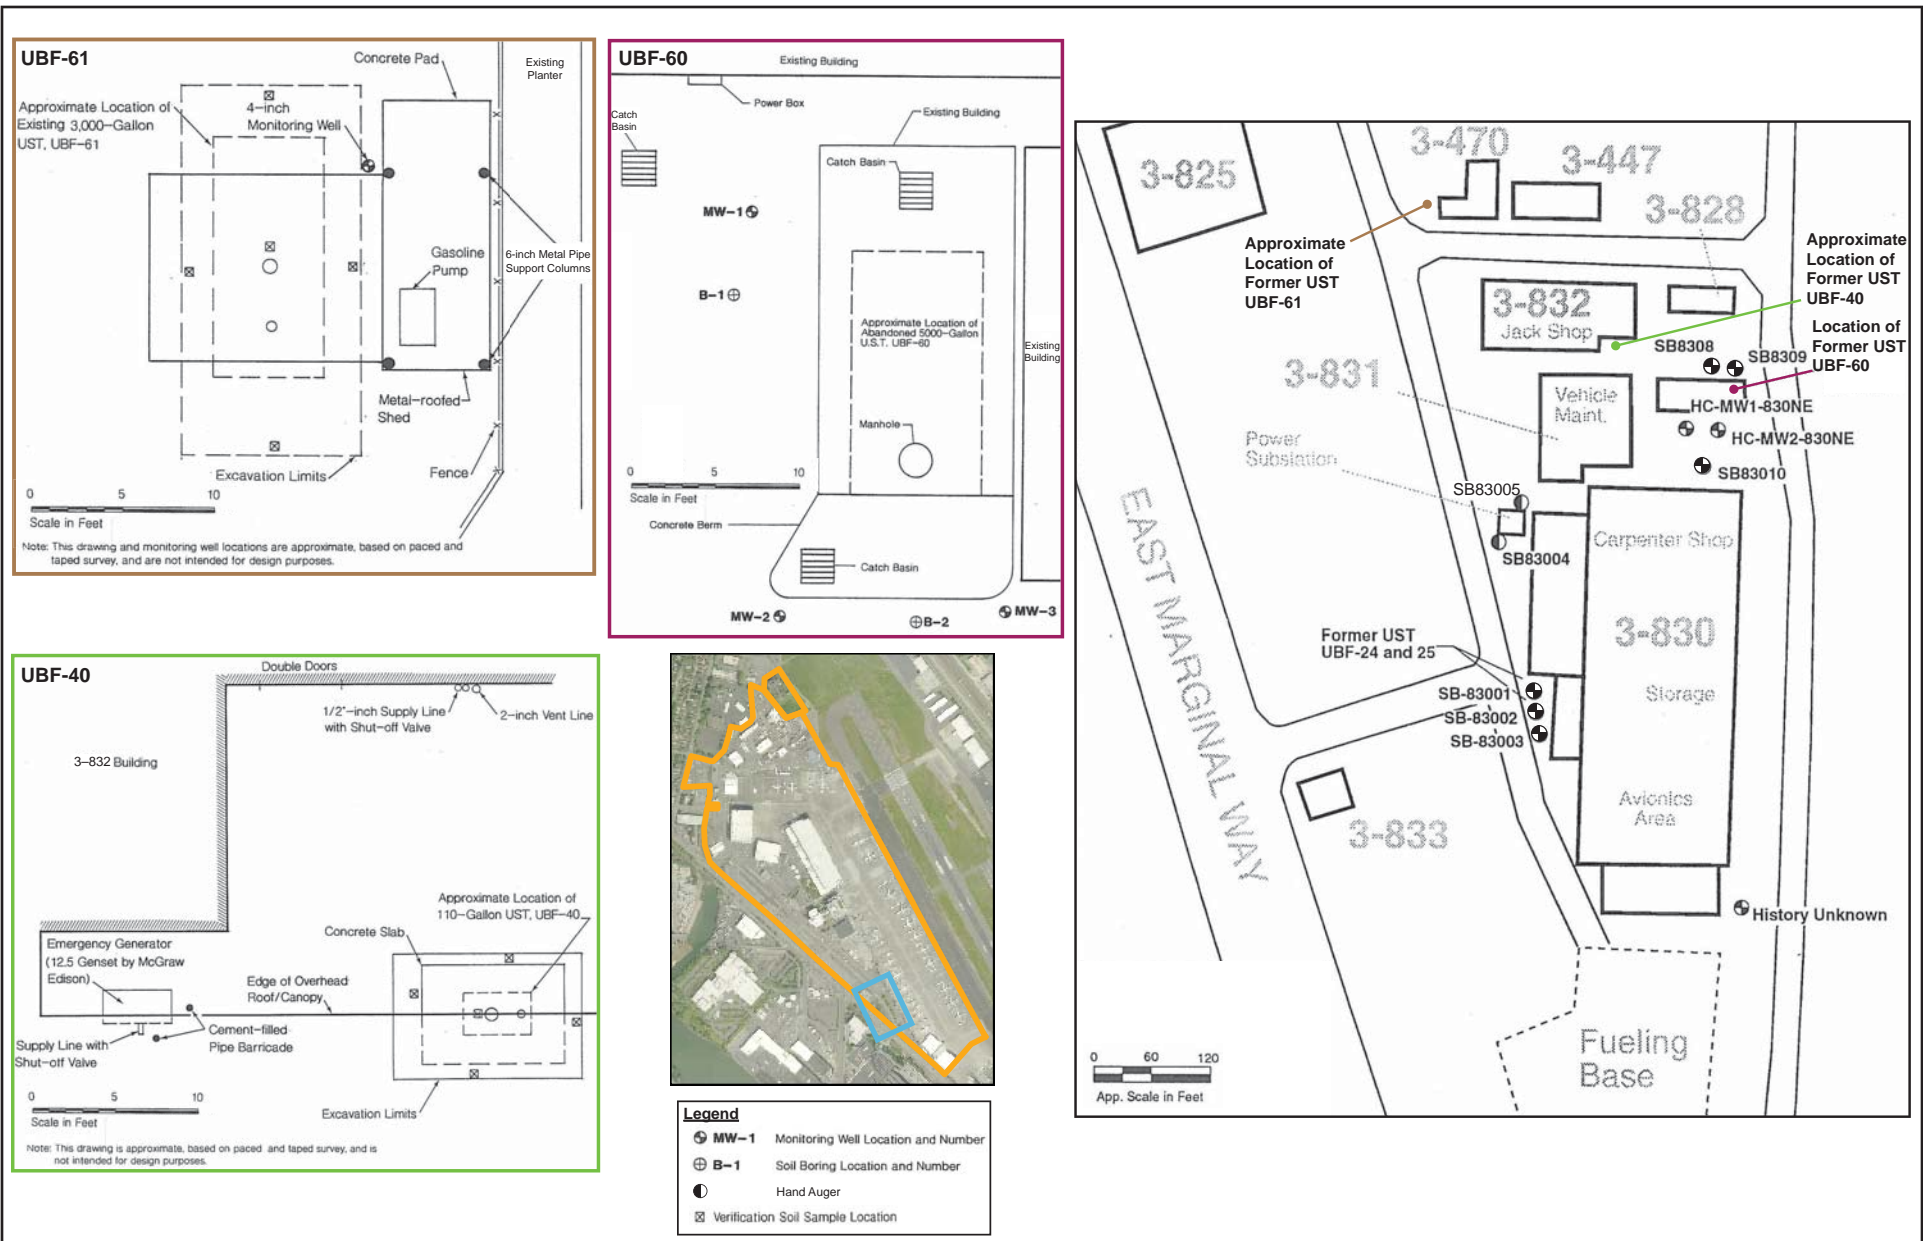 UBF-61
Concrete Pad
Existing
Planter
Approximate Location of
Existing 3,000-Gallon
UST, UBF-61
4-inch
Monitoring Well
Gasoline
Pump
6-inch Metal Pipe
Support Columns
Metal-roofed
Shed
Excavation Limits
Fence
0 5 10
Scale in Feet
Note: This drawing and monitoring well locations are approximate, based on paced and
taped survey, and are not intended for design purposes.
UBF-60
Existing Building
Power Box
Catch
Basin
Existing Building
Catch Basin
MW-1
B-1
Approximate Location of
Abandoned 5000-Gallon
U.S.T. UBF-60
Existing
Building
Manhole
0 5 10
Scale in Feet
Concrete Berm
Catch Basin
MW-2
B-2
MW-3
UBF-40
Double Doors
1/2"-inch Supply Line
with Shut-off Valve
2-inch Vent Line
3-832 Building
Approximate Location of
110-Gallon UST, UBF-40
Concrete Slab
Emergency Generator
(12.5 Genset by McGraw
Edison)
Edge of Overhead
Roof/Canopy
Cement-filled
Pipe Barricade
Supply Line with
Shut-off Valve
0 5 10
Scale in Feet
Excavation Limits
Note: This drawing is approximate, based on paced and taped survey, and is
not intended for design purposes.
Legend
MW-1 Monitoring Well Location and Number
B-1 Soil Boring Location and Number
Hand Auger
Verification Soil Sample Location
3-825
3-470
3-447
3-828
Approximate
Location of
Former UST
UBF-61
Approximate
Location of
Former UST
UBF-40
3-832
Jack Shop
Location of
Former UST
UBF-60
SB8308
SB8309
3-831
Vehicle
Maint.
HC-MW1-830NE
HC-MW2-830NE
Power
Substation
SB83010
SB83005
SB83004
Carpenter Shop
EAST MARGINAL WAY
3-830
Former UST
UBF-24 and 25
SB-83001
SB-83002
SB-83003
Storage
3-833
Avionics
Area
History Unknown
Fueling
Base
0 60 120
App. Scale in Feet